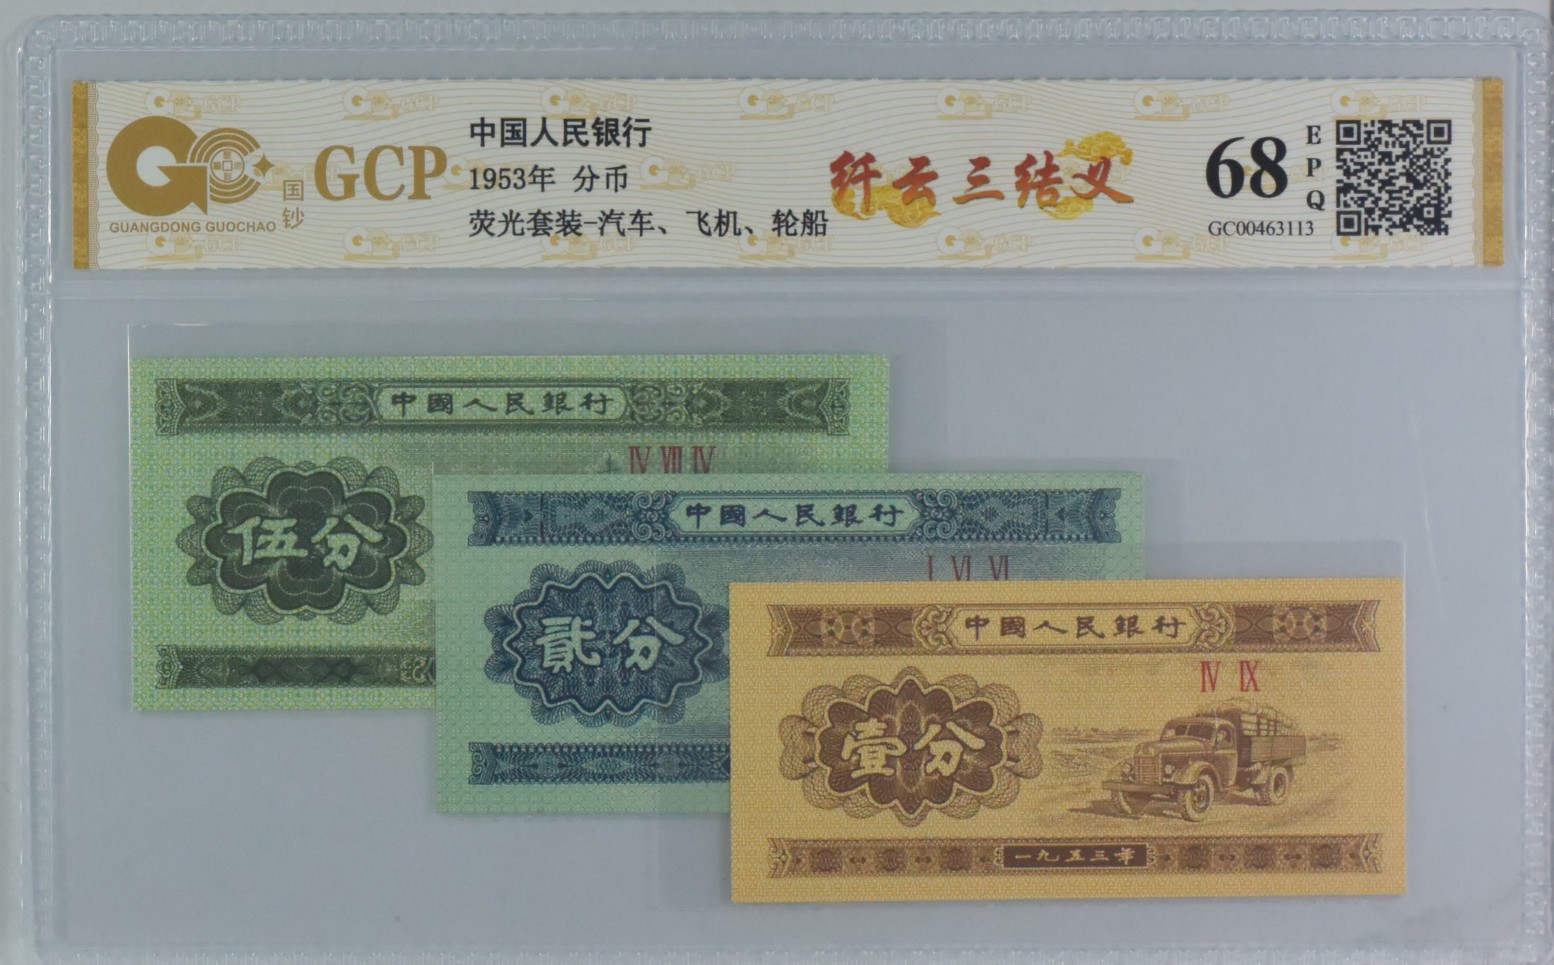 GUANGDONG GUOCHAO
国钞
GCP
中国人民银行
1953年 分币
荧光套装-汽车、飞机、轮船
纤云三结义
68
EPQ
GC00463113
中國人民銀行
IV VII IV
伍分
中國人民銀行
I VI VI
貳分
中國人民銀行
IV IX
壹分
一九五三年